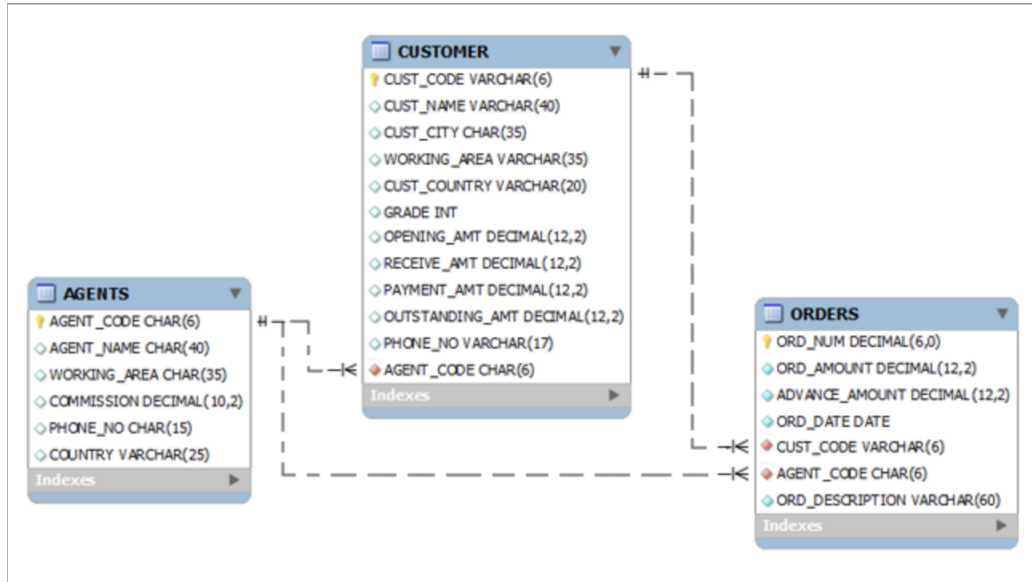 CUSTOMER
CUST_CODE VARCHAR(6)
CUST_NAME VARCHAR(40)
CUST_CITY CHAR(35)
WORKING_AREA VARCHAR(35)
CUST_COUNTRY VARCHAR(20)
GRADE INT
OPENING_AMT DECIMAL(12,2)
RECEIVE_AMT DECIMAL(12,2)
PAYMENT_AMT DECIMAL(12,2)
OUTSTANDING_AMT DECIMAL(12,2)
PHONE_NO VARCHAR(17)
AGENT_CODE CHAR(6)
Indexes
AGENTS
AGENT_CODE CHAR(6)
AGENT_NAME CHAR(40)
WORKING_AREA CHAR(35)
COMMISSION DECIMAL(10,2)
PHONE_NO CHAR(15)
COUNTRY VARCHAR(25)
Indexes
ORDERS
ORD_NUM DECIMAL(6,0)
ORD_AMOUNT DECIMAL(12,2)
ADVANCE_AMOUNT DECIMAL(12,2)
ORD_DATE DATE
CUST_CODE VARCHAR(6)
AGENT_CODE CHAR(6)
ORD_DESCRIPTION VARCHAR(60)
Indexes